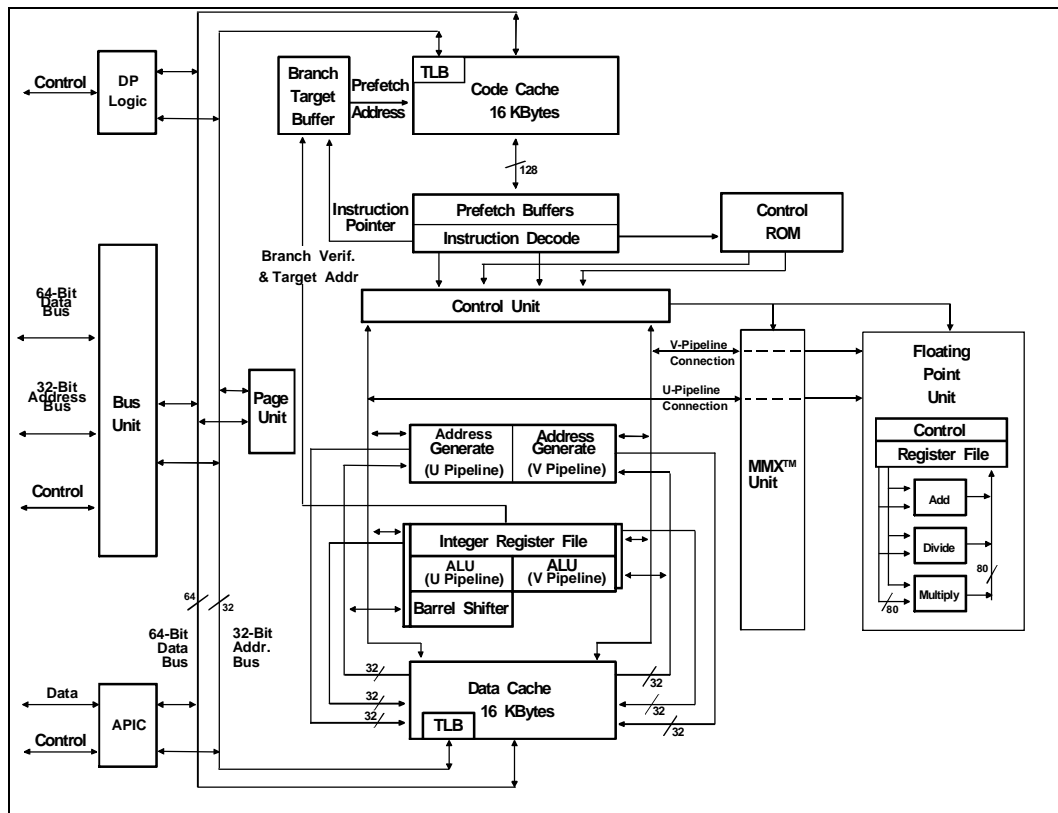 Control
DP
Logic
Branch
Target
Buffer
Prefetch
Address
TLB
Code Cache
16 KBytes
128
Instruction
Pointer
Prefetch Buffers
Instruction Decode
Control
ROM
Branch Verif.
& Target Addr
Control Unit
64-Bit
Data
Bus
32-Bit
Address
Bus
Control
Bus
Unit
Page
Unit
V-Pipeline
Connection
U-Pipeline
Connection
MMX™
Unit
Floating
Point
Unit
Control
Register File
Add
Divide
Multiply
80
80
Address
Generate
(U Pipeline)
Address
Generate
(V Pipeline)
Integer Register File
ALU
(U Pipeline)
ALU
(V Pipeline)
Barrel Shifter
64
32
64-Bit
Data
Bus
32-Bit
Addr.
Bus
Data
Control
APIC
32
32
32
Data Cache
16 KBytes
TLB
32
32
32